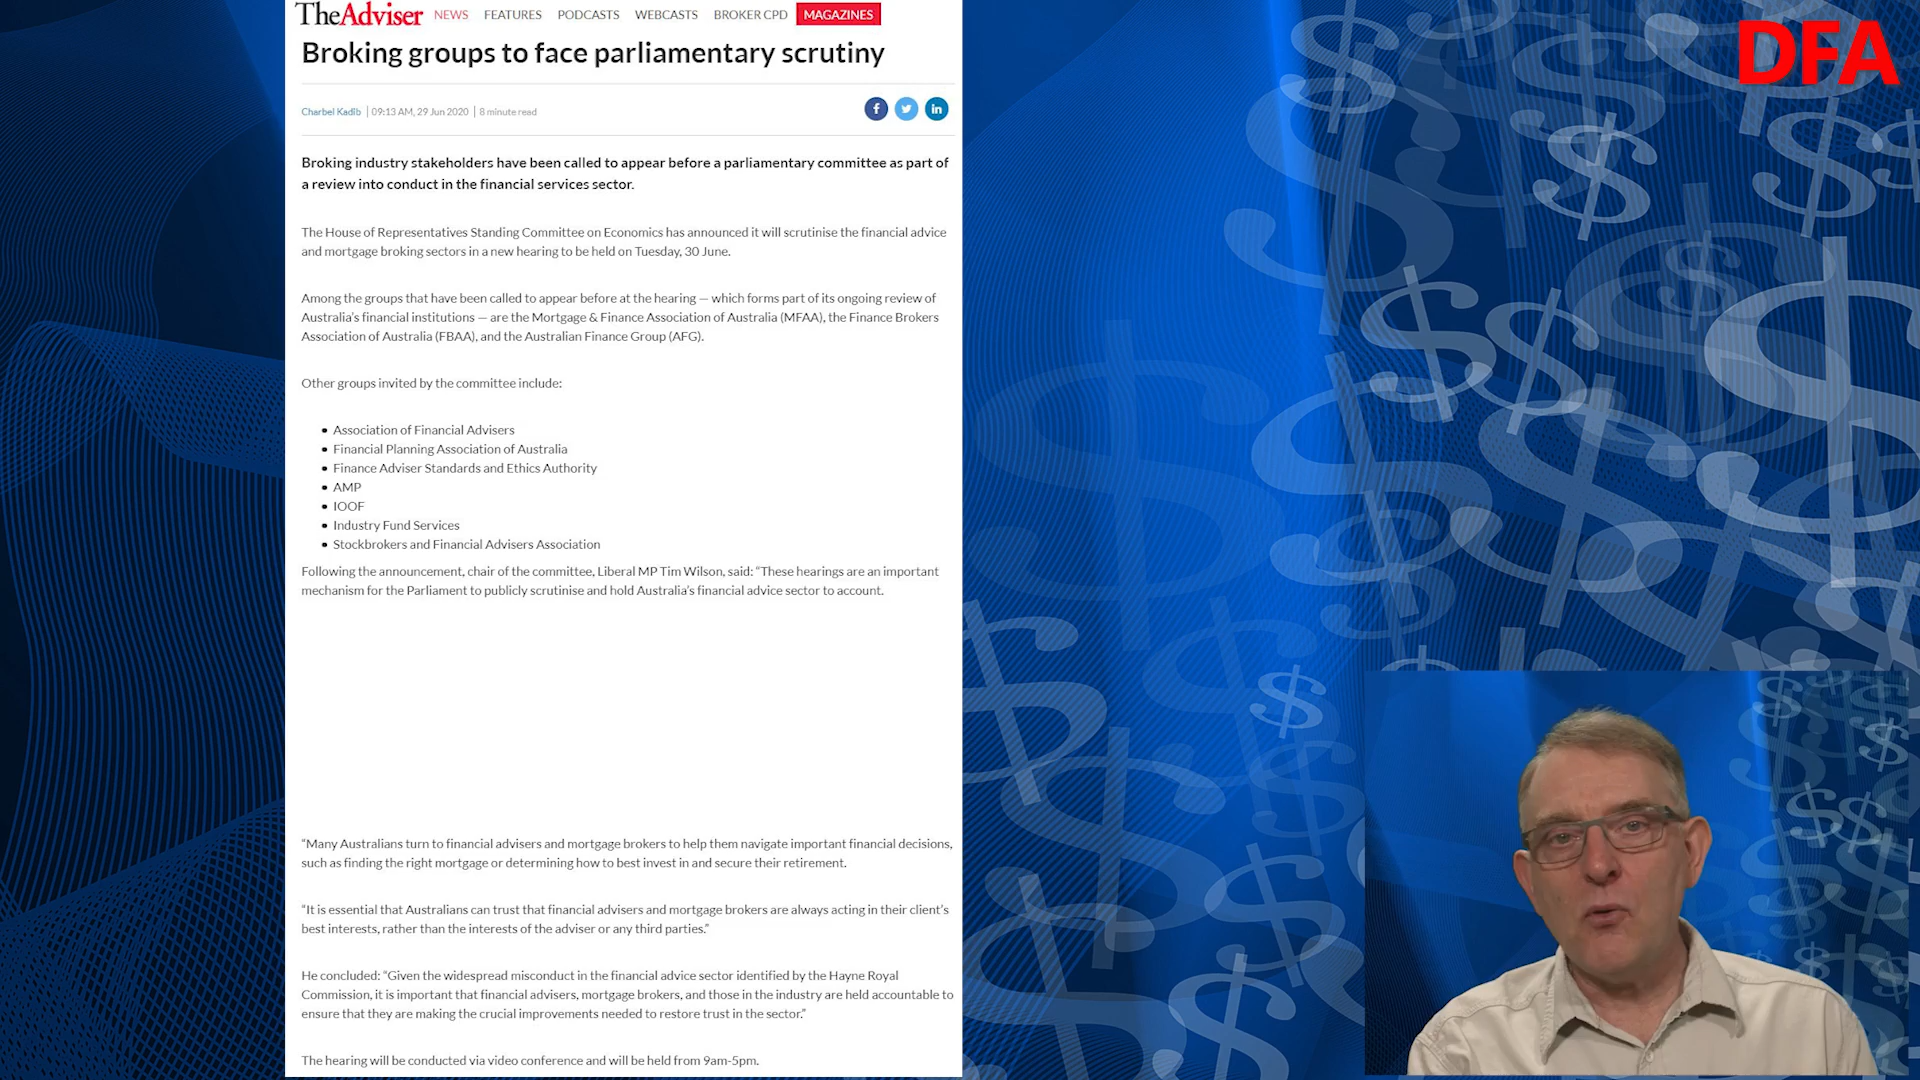 TheAdviser NEWS FEATURES PODCASTS WEBCASTS BROKER CPD MAGAZINES
DFA
Broking groups to face parliamentary scrutiny
Charbel Kadib | 09:13 AM, 29 Jun 2020 | 8 minute read
Broking industry stakeholders have been called to appear before a parliamentary committee as part of
a review into conduct in the financial services sector.
The House of Representatives Standing Committee on Economics has announced it will scrutinise the financial advice
and mortgage broking sectors in a new hearing to be held on Tuesday, 30 June.
Among the groups that have been called to appear before at the hearing — which forms part of its ongoing review of
Australia’s financial institutions — are the Mortgage & Finance Association of Australia (MFAA), the Finance Brokers
Association of Australia (FBAA), and the Australian Finance Group (AFG).
Other groups invited by the committee include:
• Association of Financial Advisers
• Financial Planning Association of Australia
• Finance Adviser Standards and Ethics Authority
• AMP
• IOOF
• Industry Fund Services
• Stockbrokers and Financial Advisers Association
Following the announcement, chair of the committee, Liberal MP Tim Wilson, said: “These hearings are an important
mechanism for the Parliament to publicly scrutinise and hold Australia’s financial advice sector to account.
“Many Australians turn to financial advisers and mortgage brokers to help them navigate important financial decisions,
such as finding the right mortgage or determining how to best invest in and secure their retirement.
“It is essential that Australians can trust that financial advisers and mortgage brokers are always acting in their client’s
best interests, rather than the interests of the adviser or any third parties.”
He concluded: “Given the widespread misconduct in the financial advice sector identified by the Hayne Royal
Commission, it is important that financial advisers, mortgage brokers, and those in the industry are held accountable to
ensure that they are making the crucial improvements needed to restore trust in the sector.”
The hearing will be conducted via video conference and will be held from 9am-5pm.